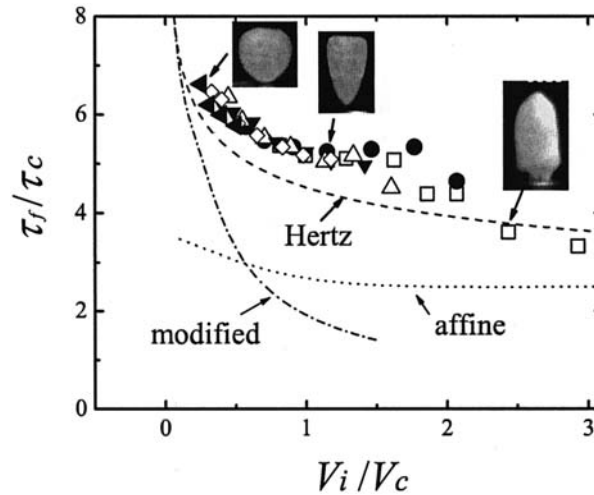 8
6
4
2
0
τf/τc
Hertz
modified
affine
0 1 2 3
Vi/Vc